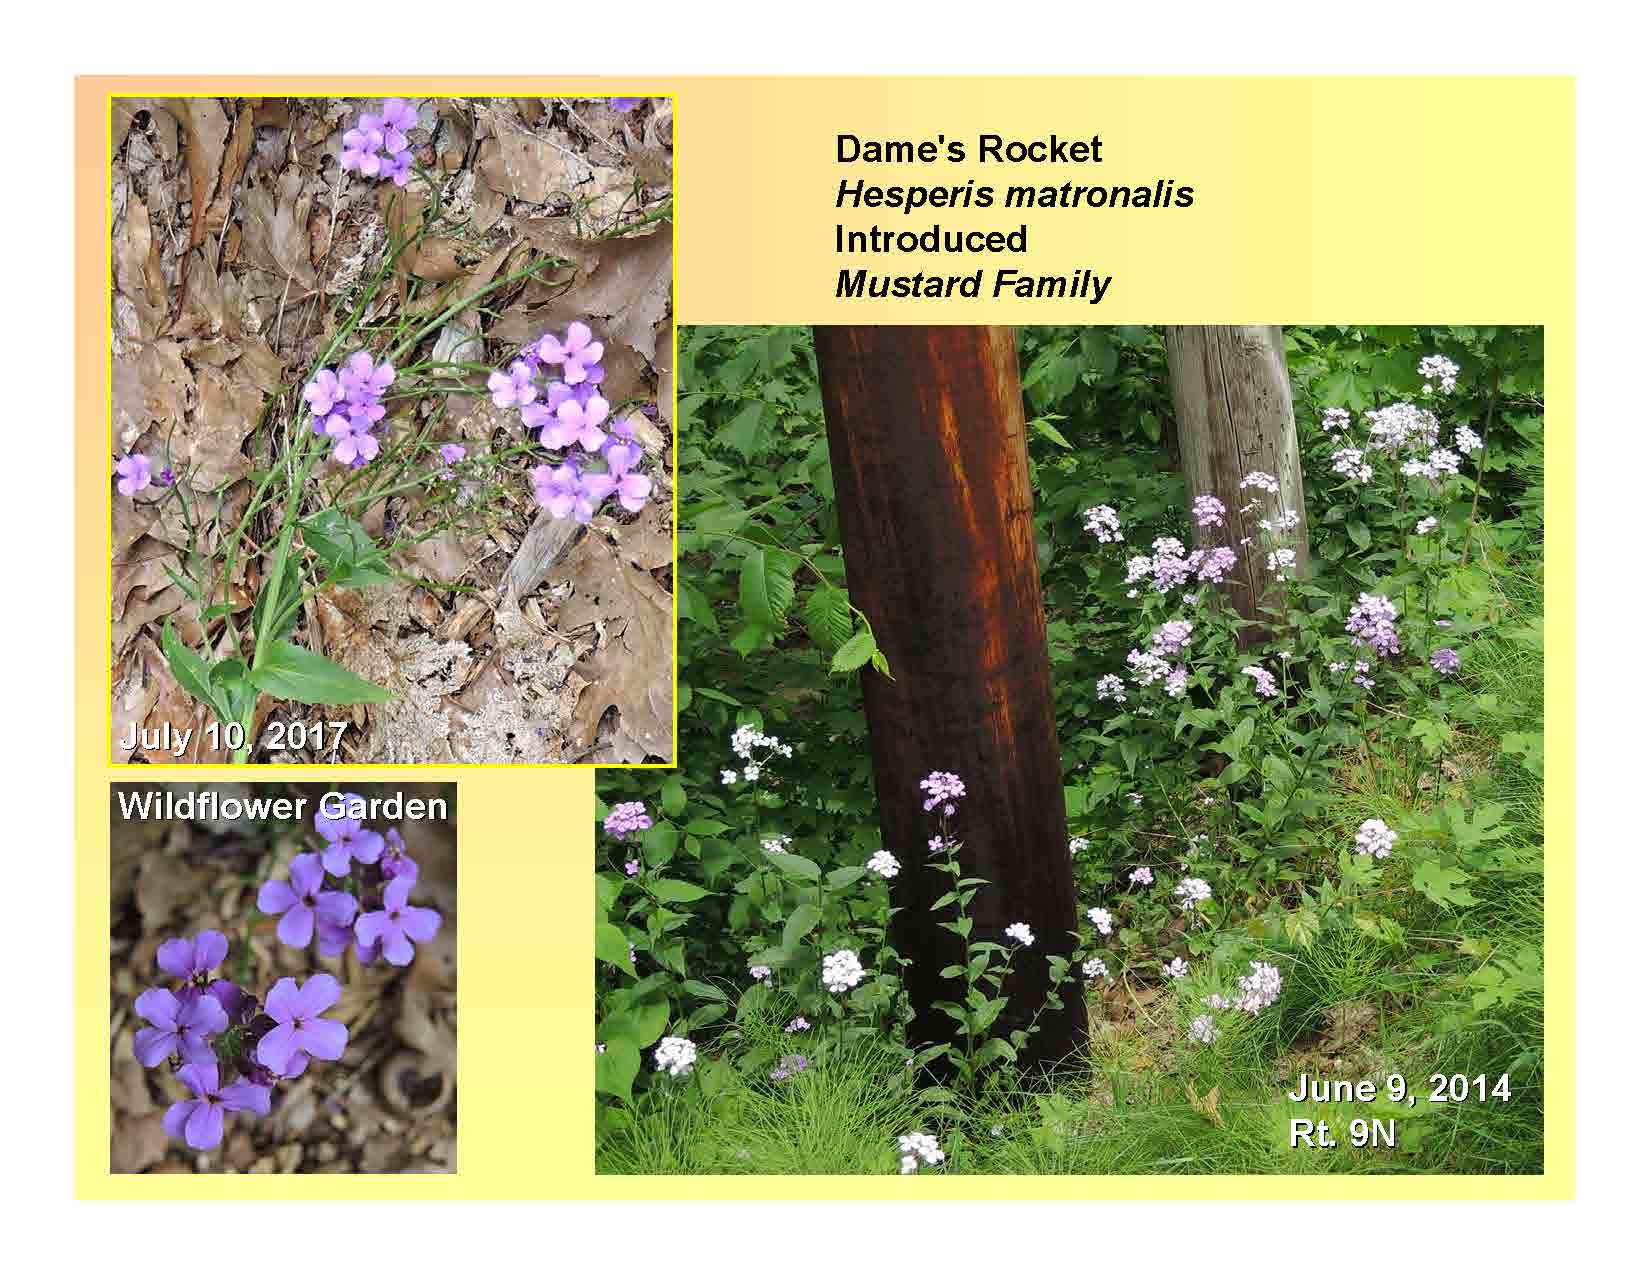 Dame's Rocket
Hesperis matronalis
Introduced
Mustard Family
July 10, 2017
Wildflower Garden
June 9, 2014
Rt. 9N